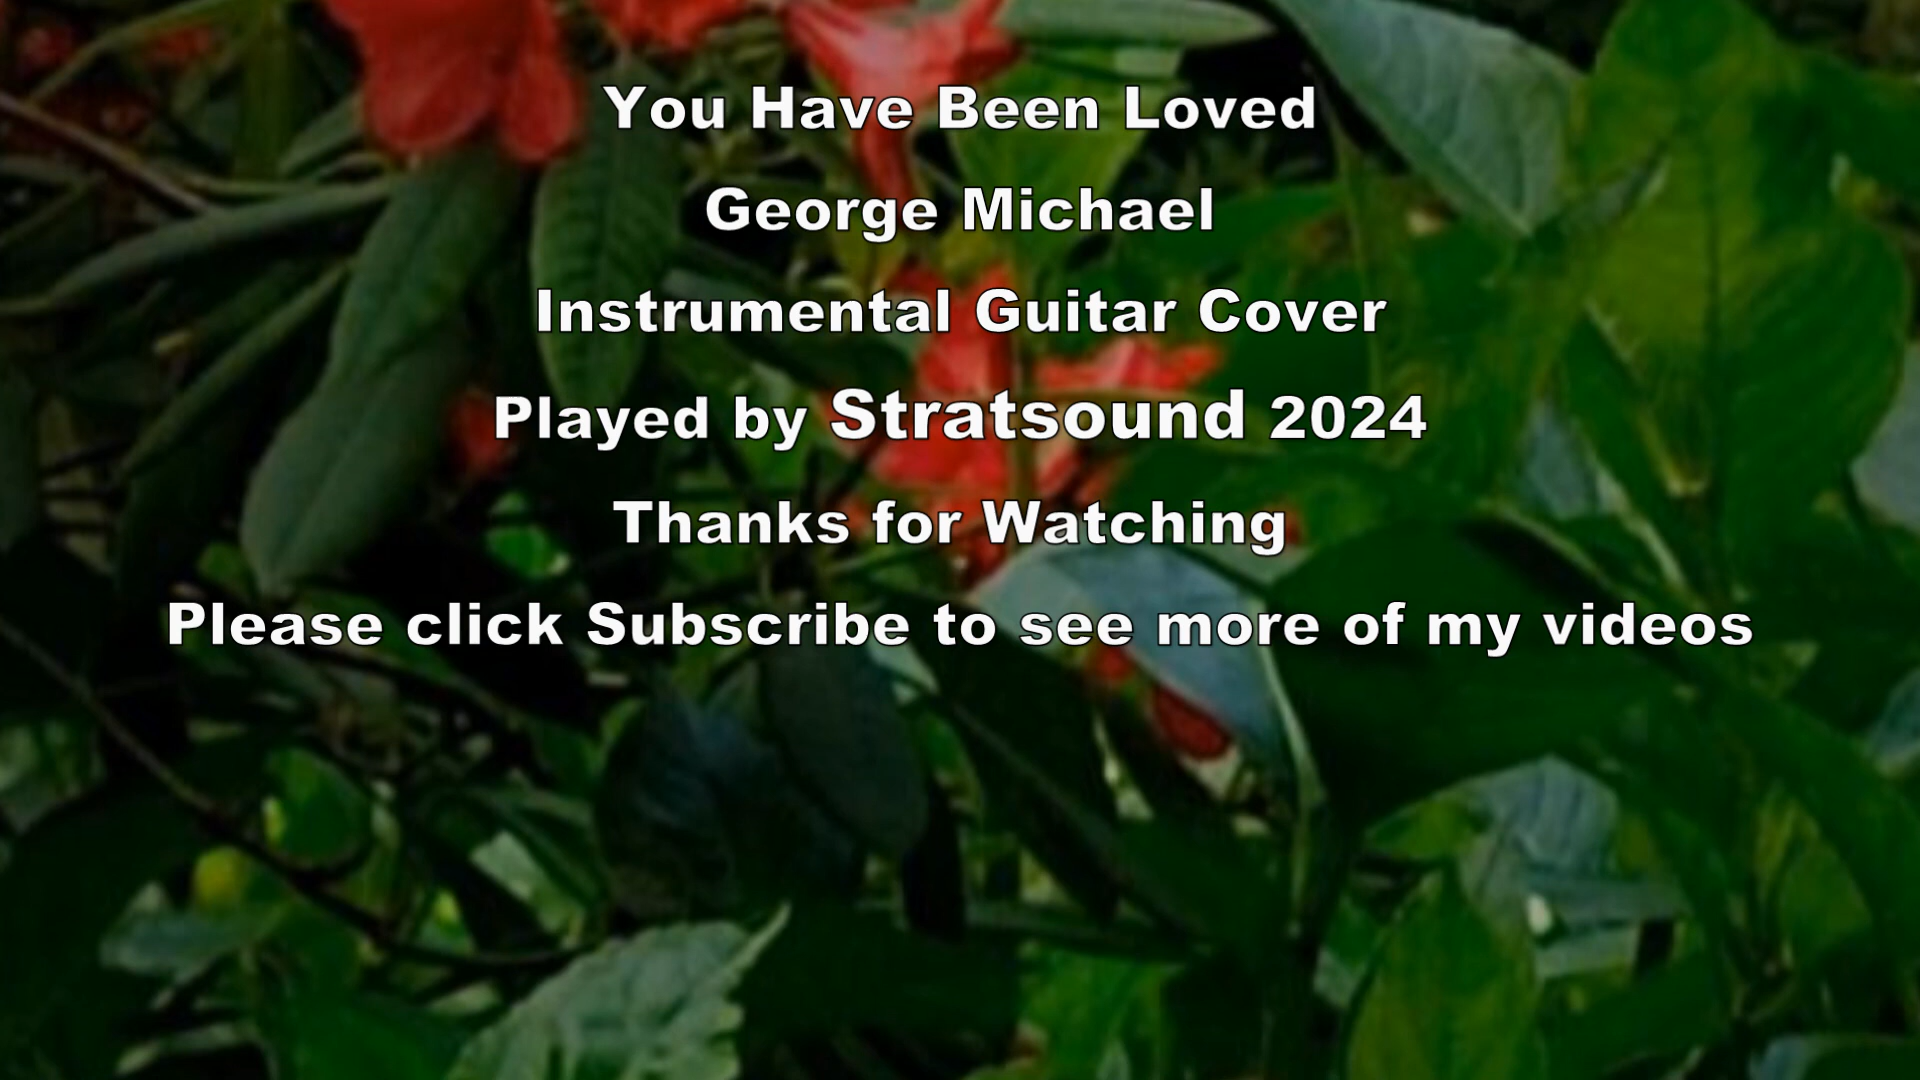 You Have Been Loved
George Michael
Instrumental Guitar Cover
Played by Stratsound 2024
Thanks for Watching
Please click Subscribe to see more of my videos